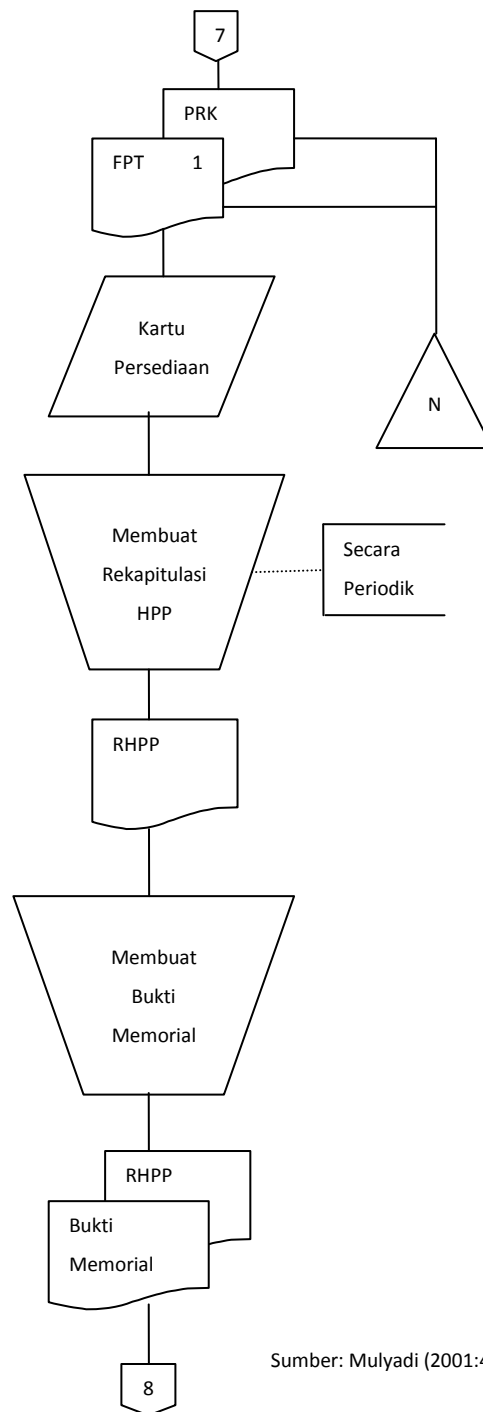 7
PRK
FPT 1
Kartu
Persediaan
N
Membuat
Rekapitulasi
HPP
Secara
Periodik
RHPP
Membuat
Bukti
Memorial
RHPP
Bukti
Memorial
Sumber: Mulyadi (2001:4
8